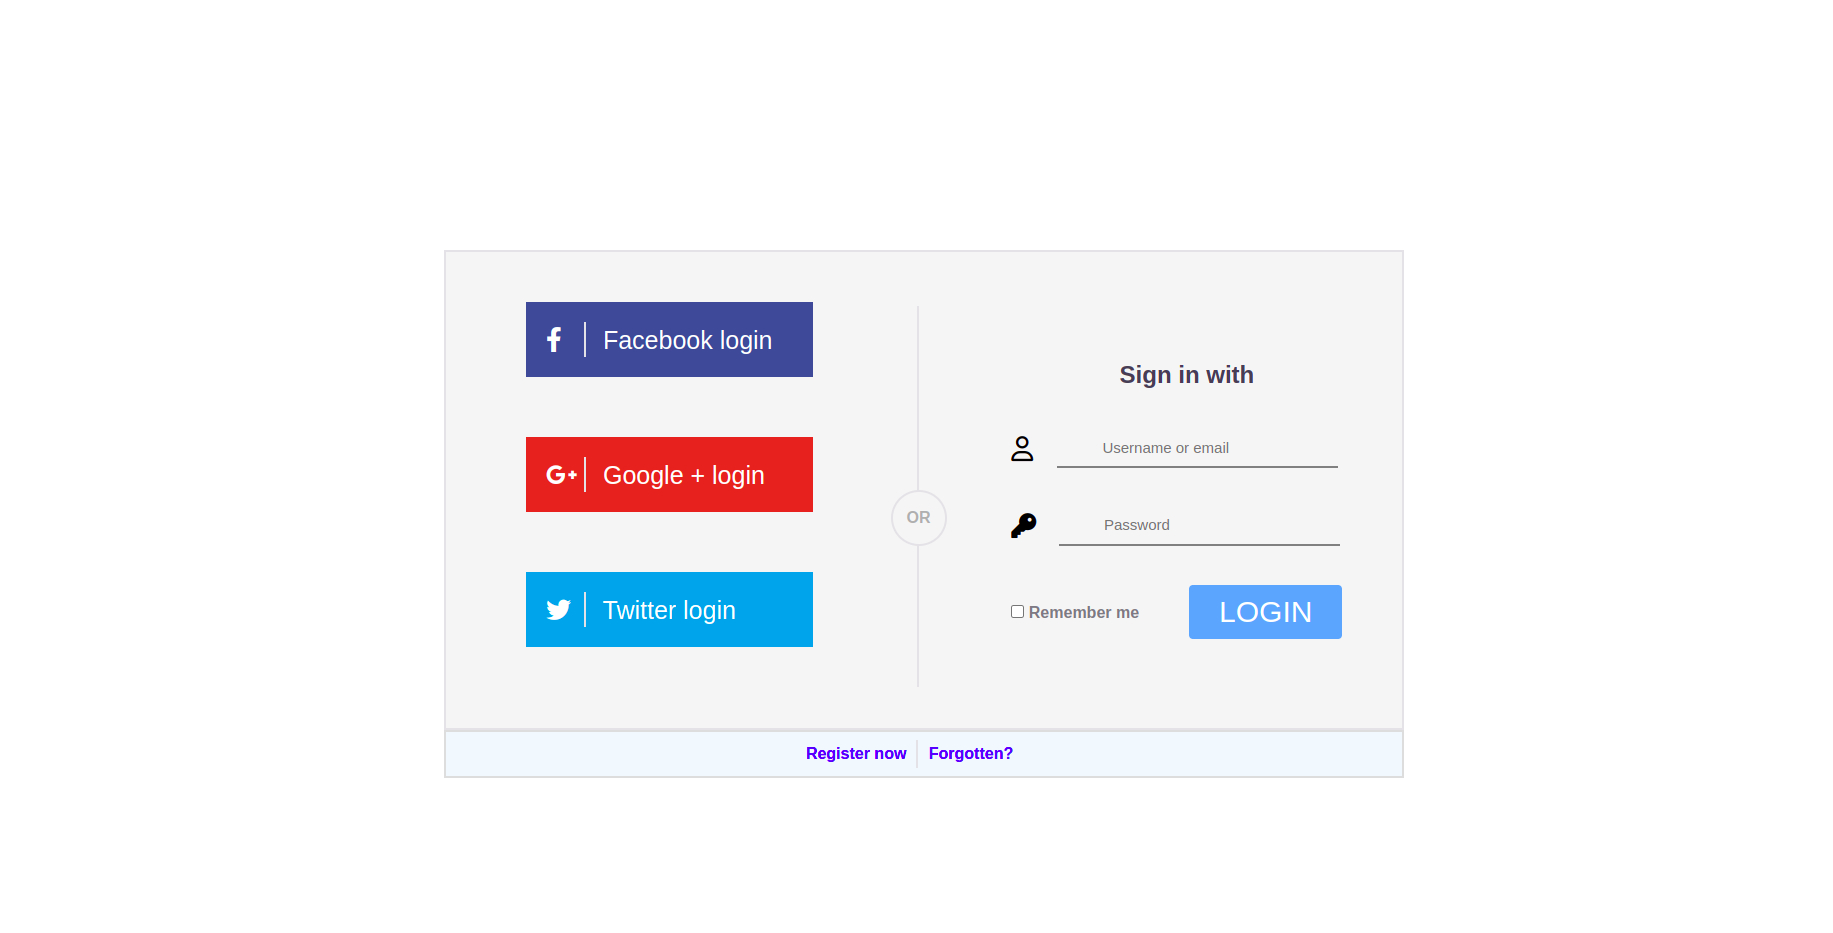 Facebook login
Google + login
Twitter login
OR
Sign in with
Username or email
Password
Remember me
LOGIN
Register now
Forgotten?